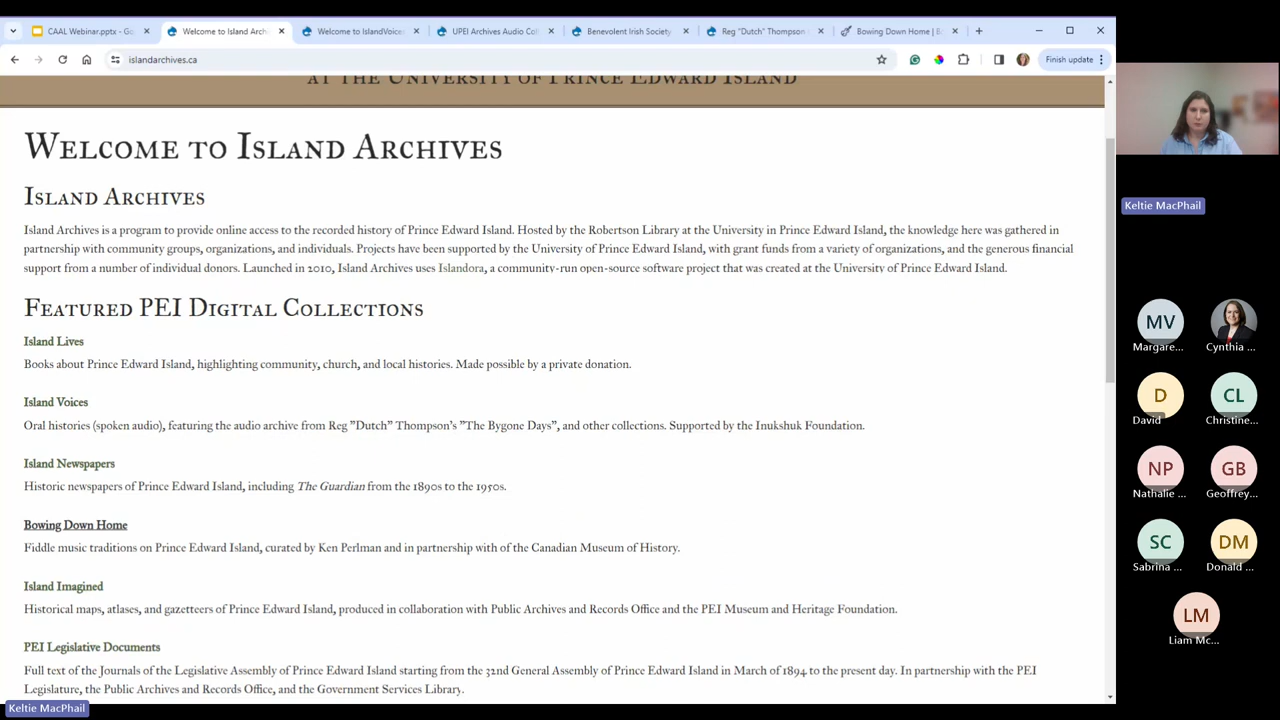 CAAL Webinar.pptx - Go
Welcome to Island Arch
Welcome to IslandVoices
UPEI Archives Audio Col
Benevolent Irish Society
Reg "Dutch" Thompson
Bowing Down Home | B
islandarchives.ca
Finish update
AT THE UNIVERSITY OF PRINCE EDWARD ISLAND
WELCOME TO ISLAND ARCHIVES
ISLAND ARCHIVES
Island Archives is a program to provide online access to the recorded history of Prince Edward Island. Hosted by the Robertson Library at the University in Prince Edward Island, the knowledge here was gathered in
partnership with community groups, organizations, and individuals. Projects have been supported by the University of Prince Edward Island, with grant funds from a variety of organizations, and the generous financial
support from a number of individual donors. Launched in 2010, Island Archives uses Islandora, a community-run open-source software project that was created at the University of Prince Edward Island.
FEATURED PEI DIGITAL COLLECTIONS
Island Lives
Books about Prince Edward Island, highlighting community, church, and local histories. Made possible by a private donation.
Island Voices
Oral histories (spoken audio), featuring the audio archive from Reg "Dutch" Thompson's "The Bygone Days", and other collections. Supported by the Inukshuk Foundation.
Island Newspapers
Historic newspapers of Prince Edward Island, including The Guardian from the 1890s to the 1950s.
Bowing Down Home
Fiddle music traditions on Prince Edward Island, curated by Ken Perlman and in partnership with of the Canadian Museum of History.
Island Imagined
Historical maps, atlases, and gazetteers of Prince Edward Island, produced in collaboration with Public Archives and Records Office and the PEI Museum and Heritage Foundation.
PEI Legislative Documents
Full text of the Journals of the Legislative Assembly of Prince Edward Island starting from the 32nd General Assembly of Prince Edward Island in March of 1894 to the present day. In partnership with the PEI
Legislature, the Public Archives and Records Office, and the Government Services Library.
Keltie MacPhail
Keltie MacPhail
MV
Margare...
Cynthia ...
D
David
CL
Christine...
NP
Nathalie ...
GB
Geoffrey...
SC
Sabrina ...
DM
Donald ...
LM
Liam Mc...